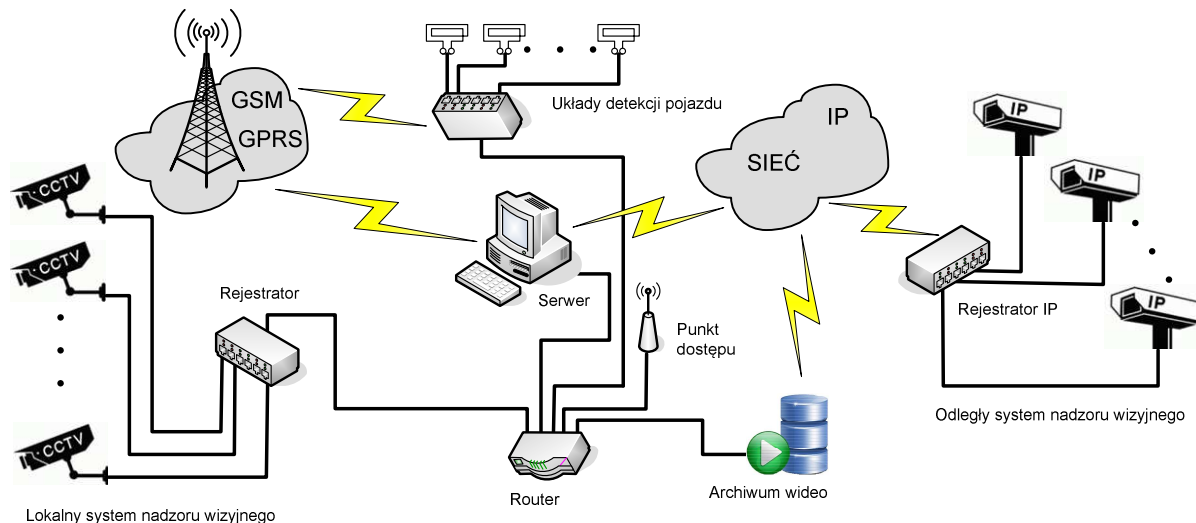 GSM
GPRS
Układy detekcji pojazdu
IP
SIEĆ
IP
IP
IP
CCTV
CCTV
CCTV
Rejestrator
Serwer
Punkt
dostępu
Rejestrator IP
Odległy system nadzoru wizyjnego
Router
Archiwum wideo
Lokalny system nadzoru wizyjnego